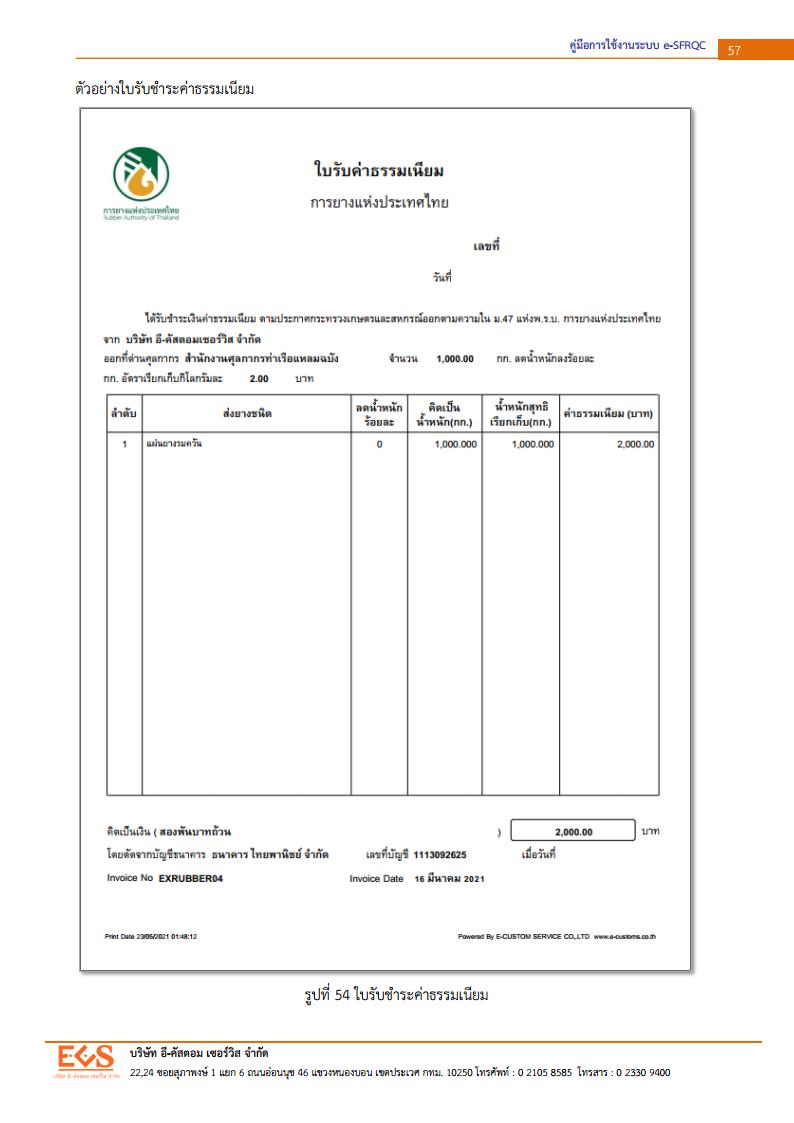 คู่มือการใช้งานระบบ e-SFRQC 57
ตัวอย่างใบรับชำระค่าธรรมเนียม
การยางแห่งประเทศไทย
Rubber Authority of Thailand
ใบรับค่าธรรมเนียม
การยางแห่งประเทศไทย
เลขที่
วันที่
ได้รับชำระเงินค่าธรรมเนียม ตามประกาศกระทรวงเกษตรและสหกรณ์ออกตามความใน ม.47 แห่งพ.ร.บ. การยางแห่งประเทศไทย
จาก บริษัท อี-คัสตอมเซอร์วิส จำกัด
ออกที่ด่านศุลกากร สำนักงานศุลกากรท่าเรือแหลมฉบัง จำนวน 1,000.00 กก. ลดน้ำหนักลงร้อยละ
กก. อัตราเรียกเก็บกิโลกรัมละ 2.00 บาท
ลำดับ ส่งยางชนิด ลดน้ำหนักร้อยละ คิดเป็นน้ำหนัก(กก.) น้ำหนักสุทธิเรียกเก็บ(กก.) ค่าธรรมเนียม (บาท)
1 แผ่นยางรมควัน 0 1,000.000 1,000.000 2,000.00
คิดเป็นเงิน ( สองพันบาทถ้วน ) 2,000.00 บาท
โดยตัดจากบัญชีธนาคาร ธนาคาร ไทยพานิชย์ จำกัด เลขที่บัญชี 1113092625 เมื่อวันที่
Invoice No EXRUBBER04 Invoice Date 16 มีนาคม 2021
Print Date 23/05/2021 01:48:12 Powered By E-CUSTOM SERVICE CO,.LTD www.e-customs.co.th
รูปที่ 54 ใบรับชำระค่าธรรมเนียม
ECS
บริษัท อี-คัสตอม เซอร์วิส จำกัด
บริษัท อี-คัสตอม เซอร์วิส จำกัด
22,24 ซอยสุภาพงษ์ 1 แยก 6 ถนนอ่อนนุช 46 แขวงหนองบอน เขตประเวศ กทม. 10250 โทรศัพท์ : 0 2105 8585 โทรสาร : 0 2330 9400